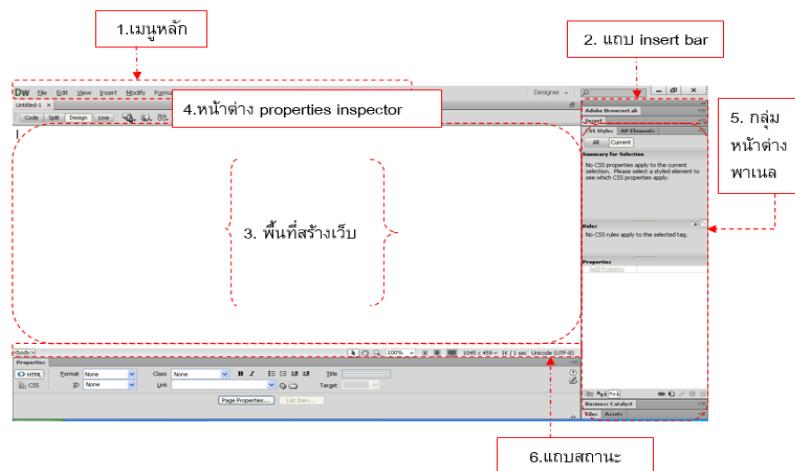 1.เมนูหลัก
2. แถบ insert bar
Dw File Edit View Insert Modify Forma
Designer
Untitled-1 ×
4.หน้าต่าง properties inspector
Adobe BrowserLab
Insert
Code Split Design Live
CSS Styles AP Elements
All Current
5. กลุ่ม
หน้าต่าง
พาเนล
Summary for Selection
No CSS properties apply to the current
selection. Please select a styled element to
see which CSS properties apply.
3. พื้นที่สร้างเว็บ
Rules
No CSS rules apply to the selected tag.
Properties
Add Property
<body>
100%
1045 x 459 1K / 1 sec Unicode (UTF-8)
Properties
<> HTML Format None Class None B I Title
CSS ID None Link Target
Page Properties... List Item...
Business Catalyst
Files Assets
6.แถบสถานะ